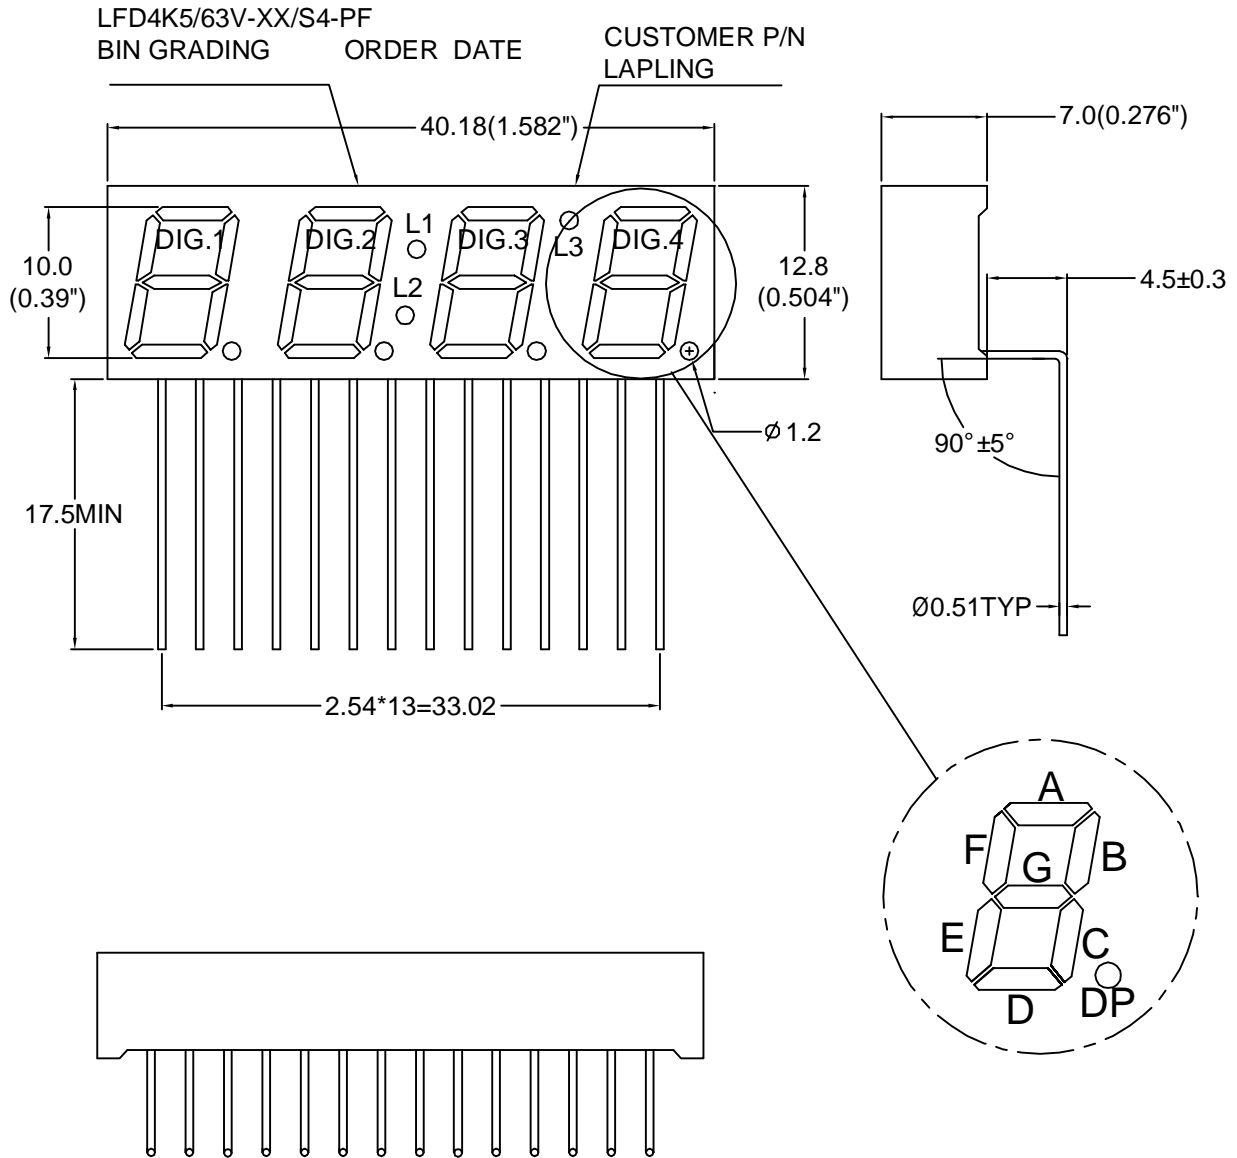 LFD4K5/63V-XX/S4-PF
BIN GRADING ORDER DATE
CUSTOMER P/N
LAPLING
40.18(1.582")
7.0(0.276")
DIG.1
DIG.2
L1
DIG.3
L3
DIG.4
L2
10.0
(0.39")
12.8
(0.504")
4.5±0.3
Ø1.2
90°±5°
17.5MIN
Ø0.51TYP
2.54*13=33.02
A
F
B
G
E
C
D
DP